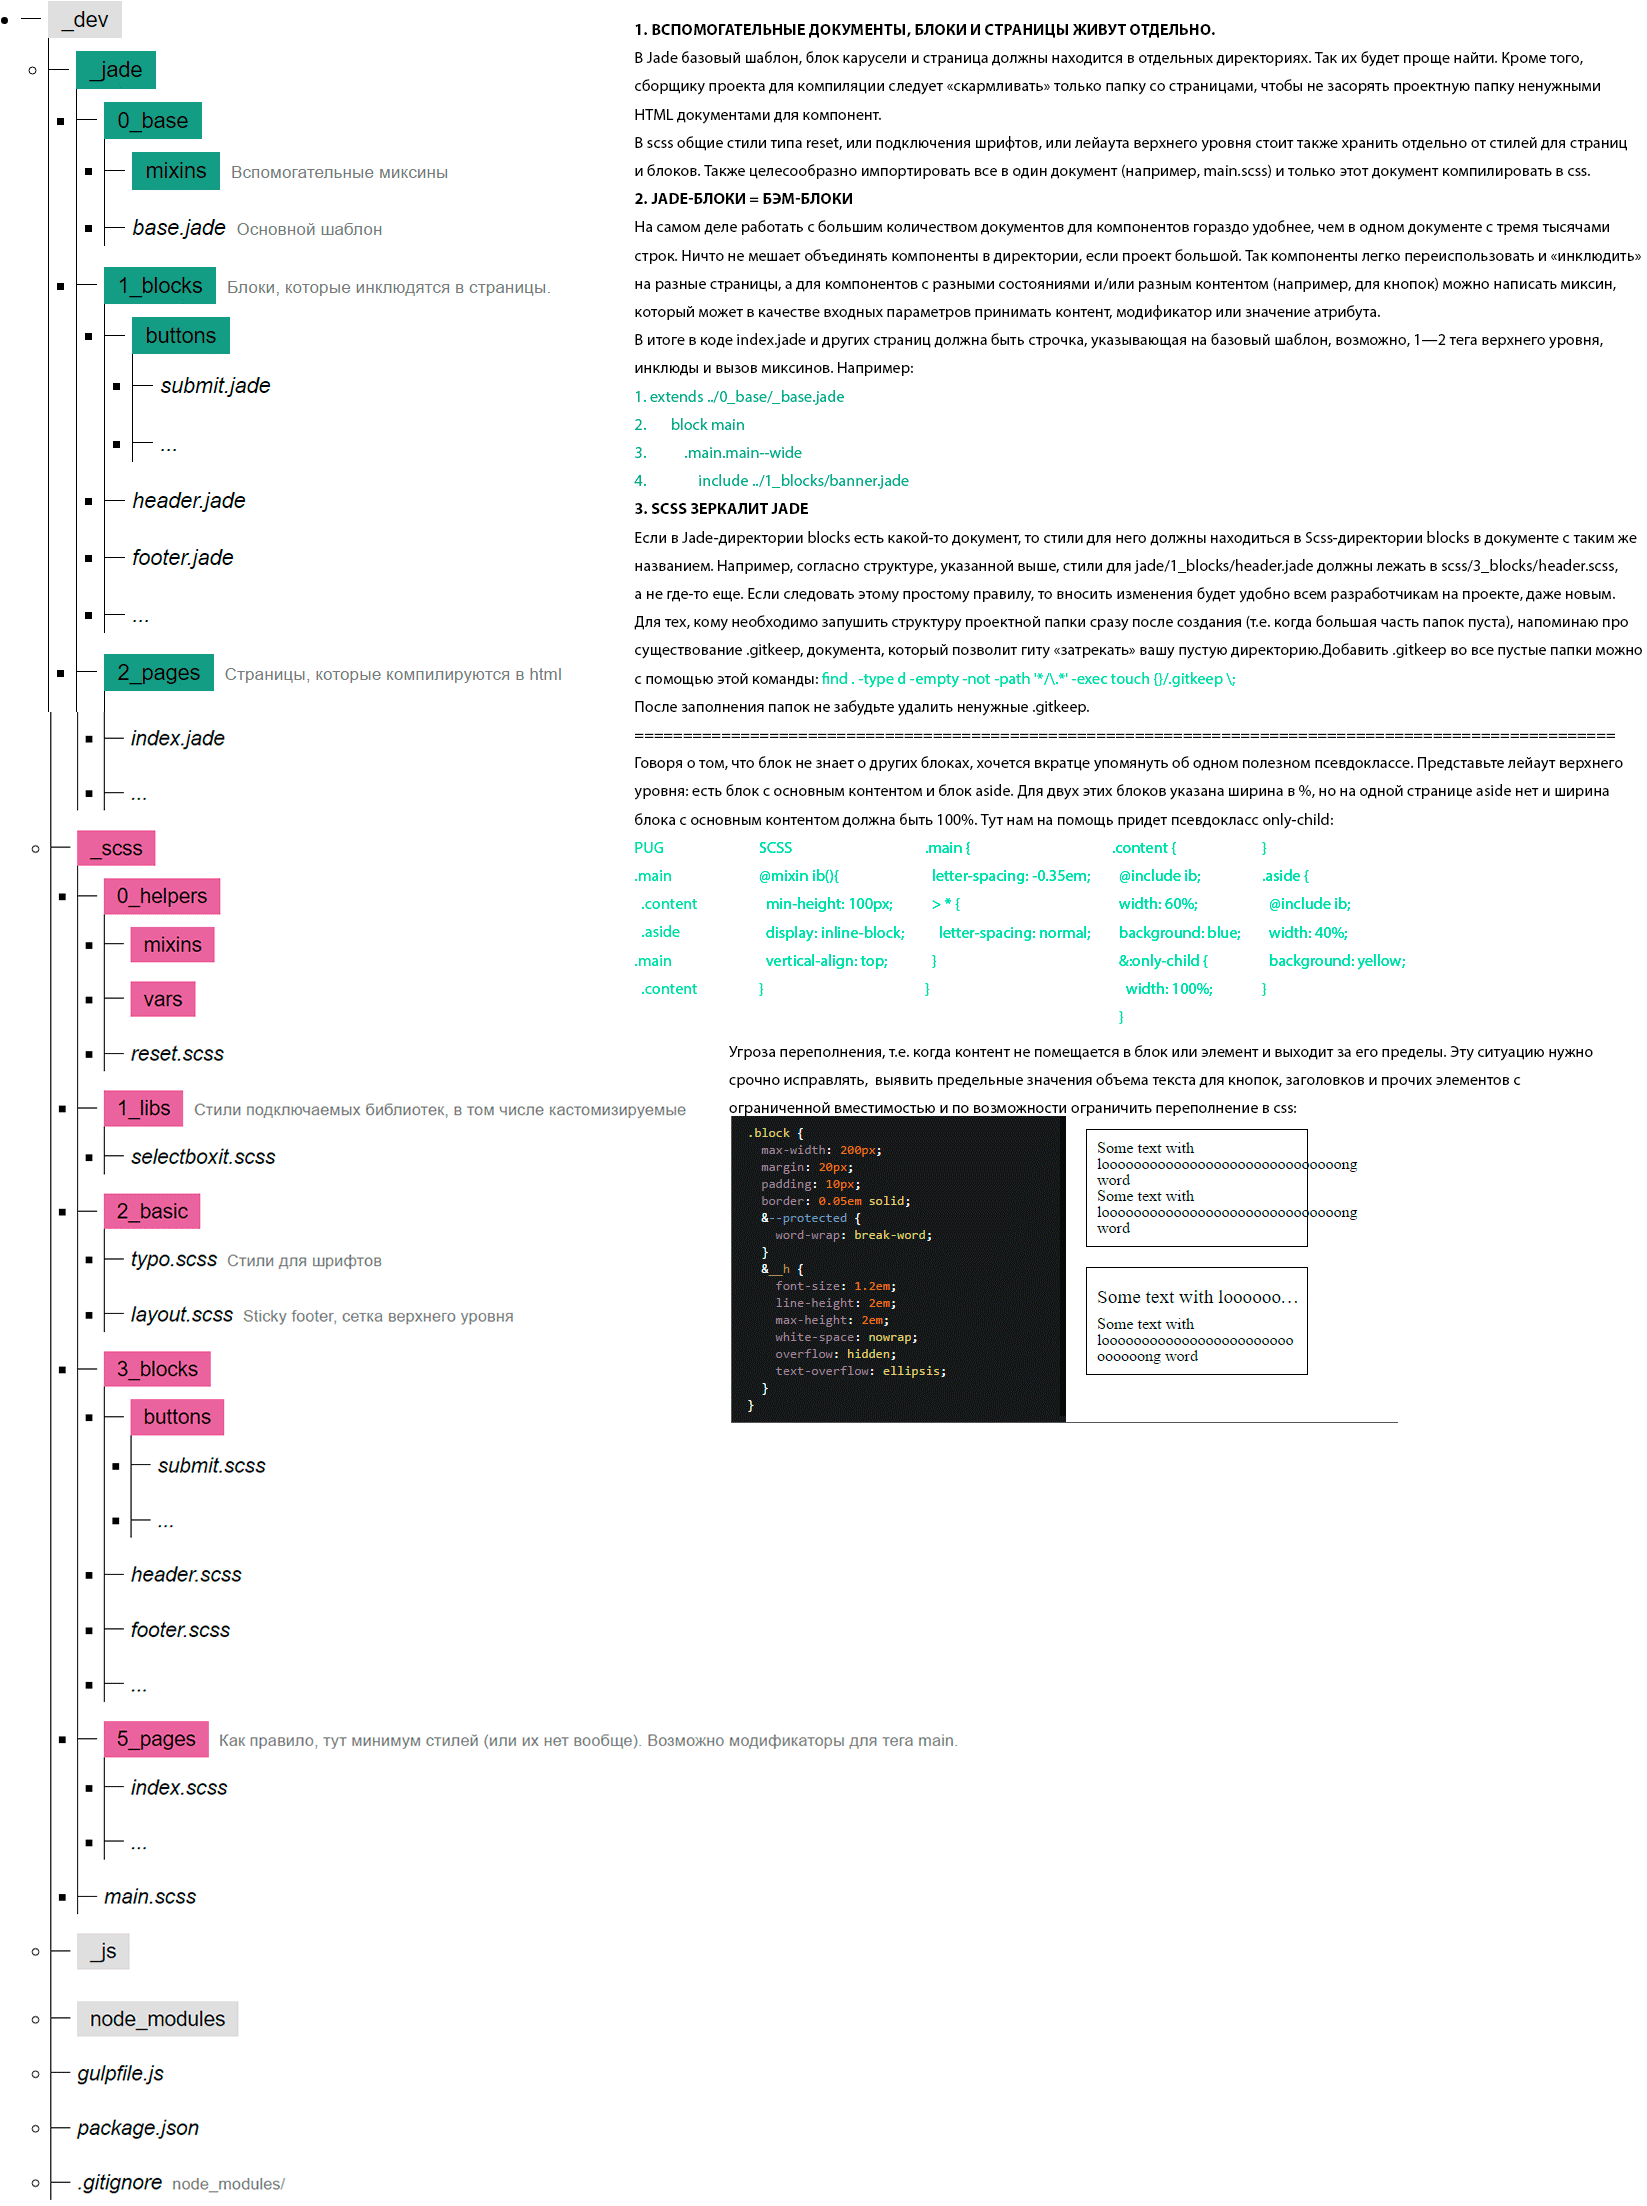 _dev
_jade
0_base
mixins Вспомогательные миксины
base.jade Основной шаблон
1_blocks Блоки, которые инклюдятся в страницы.
buttons
submit.jade
...
header.jade
footer.jade
...
2_pages Страницы, которые компилируются в html
index.jade
...
_scss
0_helpers
mixins
vars
reset.scss
1_libs Стили подключаемых библиотек, в том числе кастомизируемые
selectboxit.scss
2_basic
typo.scss Стили для шрифтов
layout.scss Sticky footer, сетка верхнего уровня
3_blocks
buttons
submit.scss
...
header.scss
footer.scss
...
5_pages Как правило, тут минимум стилей (или их нет вообще). Возможно модификаторы для тега main.
index.scss
...
main.scss
_js
node_modules
gulpfile.js
package.json
.gitignore node_modules/
1. ВСПОМОГАТЕЛЬНЫЕ ДОКУМЕНТЫ, БЛОКИ И СТРАНИЦЫ ЖИВУТ ОТДЕЛЬНО.
В Jade базовый шаблон, блок карусели и страница должны находится в отдельных директориях. Так их будет проще найти. Кроме того,
сборщику проекта для компиляции следует «скармливать» только папку со страницами, чтобы не засорять проектную папку ненужными
HTML документами для компонент.
В scss общие стили типа reset, или подключения шрифтов, или лейаута верхнего уровня стоит также хранить отдельно от стилей для страниц
и блоков. Также целесообразно импортировать все в один документ (например, main.scss) и только этот документ компилировать в css.
2. JADE-БЛОКИ = БЭМ-БЛОКИ
На самом деле работать с большим количеством документов для компонентов гораздо удобнее, чем в одном документе с тремя тысячами
строк. Ничто не мешает объединять компоненты в директории, если проект большой. Так компоненты легко переиспользовать и «инклюдить»
на разные страницы, а для компонентов с разными состояниями и/или разным контентом (например, для кнопок) можно написать миксин,
который может в качестве входных параметров принимать контент, модификатор или значение атрибута.
В итоге в коде index.jade и других страниц должна быть строчка, указывающая на базовый шаблон, возможно, 1—2 тега верхнего уровня,
инклюды и вызов миксинов. Например:
1. extends ../0_base/_base.jade
2. block main
3. .main.main--wide
4. include ../1_blocks/banner.jade
3. SCSS ЗЕРКАЛИТ JADE
Если в Jade-директории blocks есть какой-то документ, то стили для него должны находиться в Scss-директории blocks в документе с таким же
названием. Например, согласно структуре, указанной выше, стили для jade/1_blocks/header.jade должны лежать в scss/3_blocks/header.scss,
а не где-то еще. Если следовать этому простому правилу, то вносить изменения будет удобно всем разработчикам на проекте, даже новым.
Для тех, кому необходимо запушить структуру проектной папки сразу после создания (т.е. когда большая часть папок пуста), напоминаю про
существование .gitkeep, документа, который позволит гиту «затрекать» вашу пустую директорию.Добавить .gitkeep во все пустые папки можно
с помощью этой команды: find . -type d -empty -not -path '*/\.*' -exec touch {}/.gitkeep \;
После заполнения папок не забудьте удалить ненужные .gitkeep.
=====================================================================================================
Говоря о том, что блок не знает о других блоках, хочется вкратце упомянуть об одном полезном псевдоклассе. Представьте лейаут верхнего
уровня: есть блок с основным контентом и блок aside. Для двух этих блоков указана ширина в %, но на одной странице aside нет и ширина
блока с основным контентом должна быть 100%. Тут нам на помощь придет псевдокласс only-child:
PUG
.main
.content
.aside
.main
.content
SCSS
@mixin ib(){
min-height: 100px;
display: inline-block;
vertical-align: top;
}
.main {
letter-spacing: -0.35em;
> * {
letter-spacing: normal;
}
}
.content {
@include ib;
width: 60%;
background: blue;
&:only-child {
width: 100%;
}
}
.aside {
@include ib;
width: 40%;
background: yellow;
}
Угроза переполнения, т.е. когда контент не помещается в блок или элемент и выходит за его пределы. Эту ситуацию нужно
срочно исправлять, выявить предельные значения объема текста для кнопок, заголовков и прочих элементов с
ограниченной вместимостью и по возможности ограничить переполнение в css:
.block {
max-width: 200px;
margin: 20px;
padding: 10px;
border: 0.05em solid;
&--protected {
word-wrap: break-word;
}
&__h {
font-size: 1.2em;
line-height: 2em;
max-height: 2em;
white-space: nowrap;
overflow: hidden;
text-overflow: ellipsis;
}
}
Some text with
looooooooooooooooooooooooooooooong
word
Some text with
looooooooooooooooooooooooooooooong
word
Some text with loooooo…
Some text with
looooooooooooooooooooooooo
oooooong word